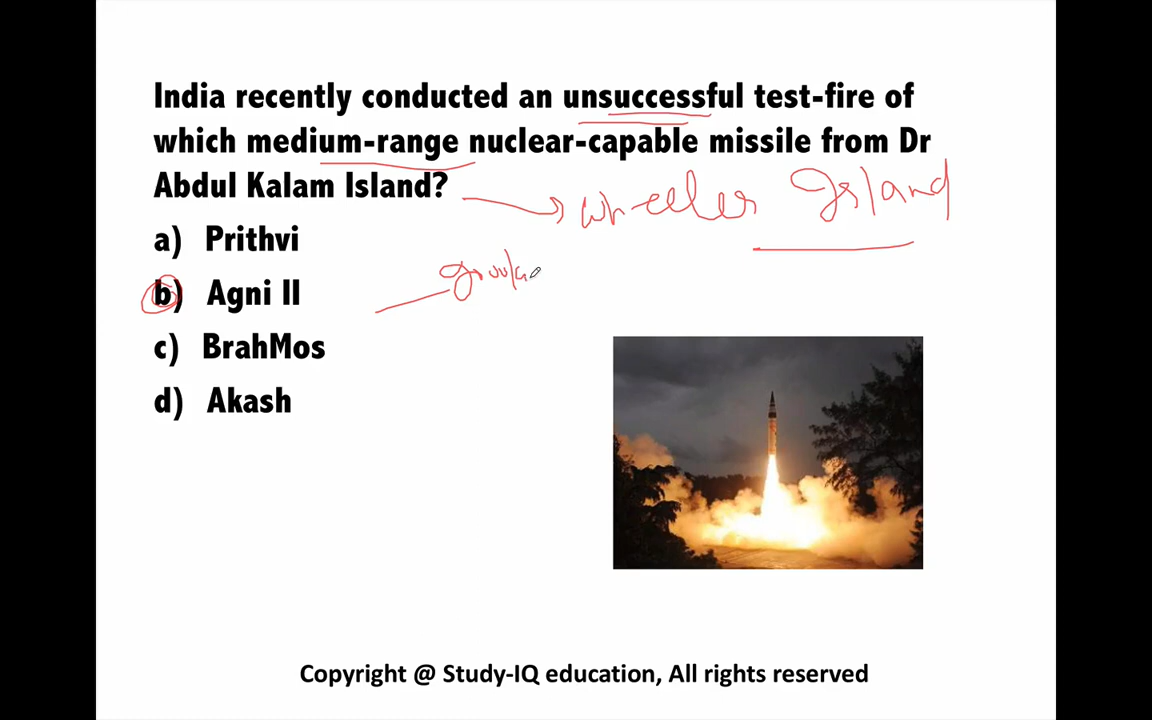 India recently conducted an unsuccessful test-fire of
which medium-range nuclear-capable missile from Dr
Abdul Kalam Island?
wheeler Island
a) Prithvi
b) Agni II
c) BrahMos
d) Akash
Copyright @ Study-IQ education, All rights reserved